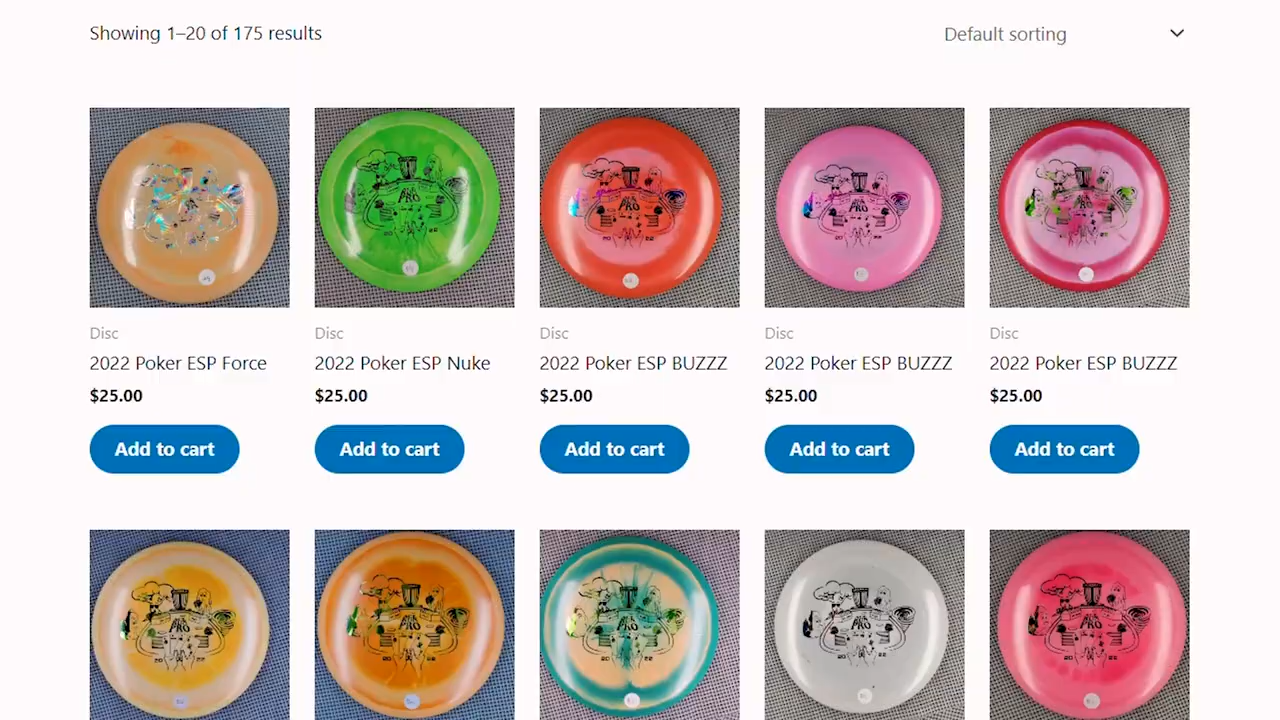 Showing 1–20 of 175 results
Default sorting
Disc
Disc
Disc
Disc
Disc
2022 Poker ESP Force
2022 Poker ESP Nuke
2022 Poker ESP BUZZZ
2022 Poker ESP BUZZZ
2022 Poker ESP BUZZZ
$25.00
$25.00
$25.00
$25.00
$25.00
Add to cart
Add to cart
Add to cart
Add to cart
Add to cart